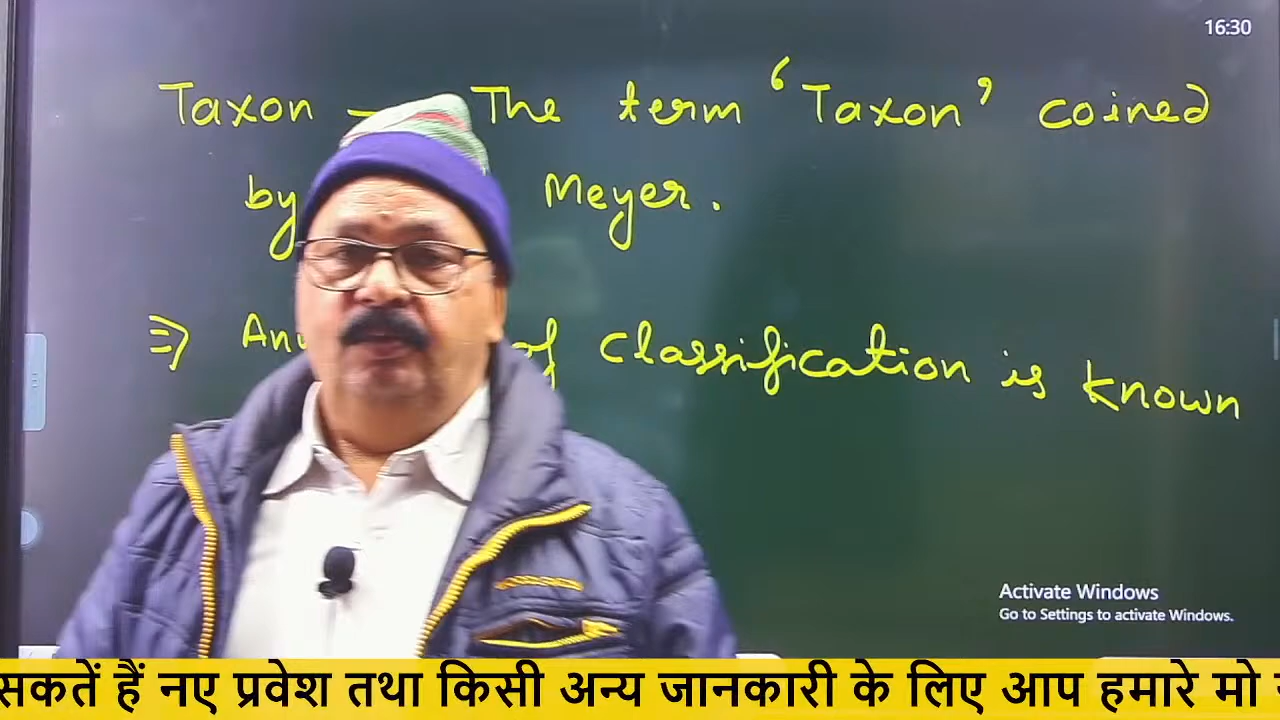 16:30
Taxon — The term 'Taxon' coined
by Meyer.
⇒ of classification is known
Activate Windows
Go to Settings to activate Windows.
सकतें हैं नए प्रवेश तथा किसी अन्य जानकारी के लिए आप हमारे मो